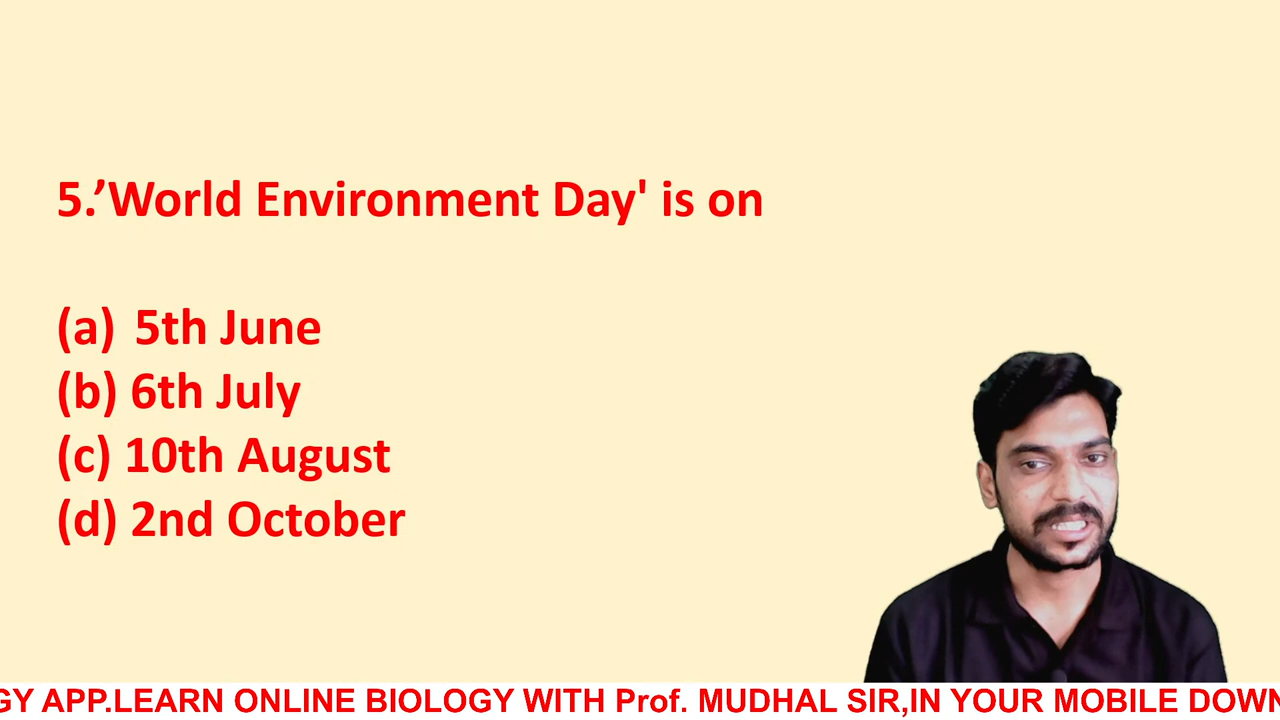 5.’World Environment Day' is on
(a) 5th June
(b) 6th July
(c) 10th August
(d) 2nd October
GY APP.LEARN ONLINE BIOLOGY WITH Prof. MUDHAL SIR,IN YOUR MOBILE DOWN